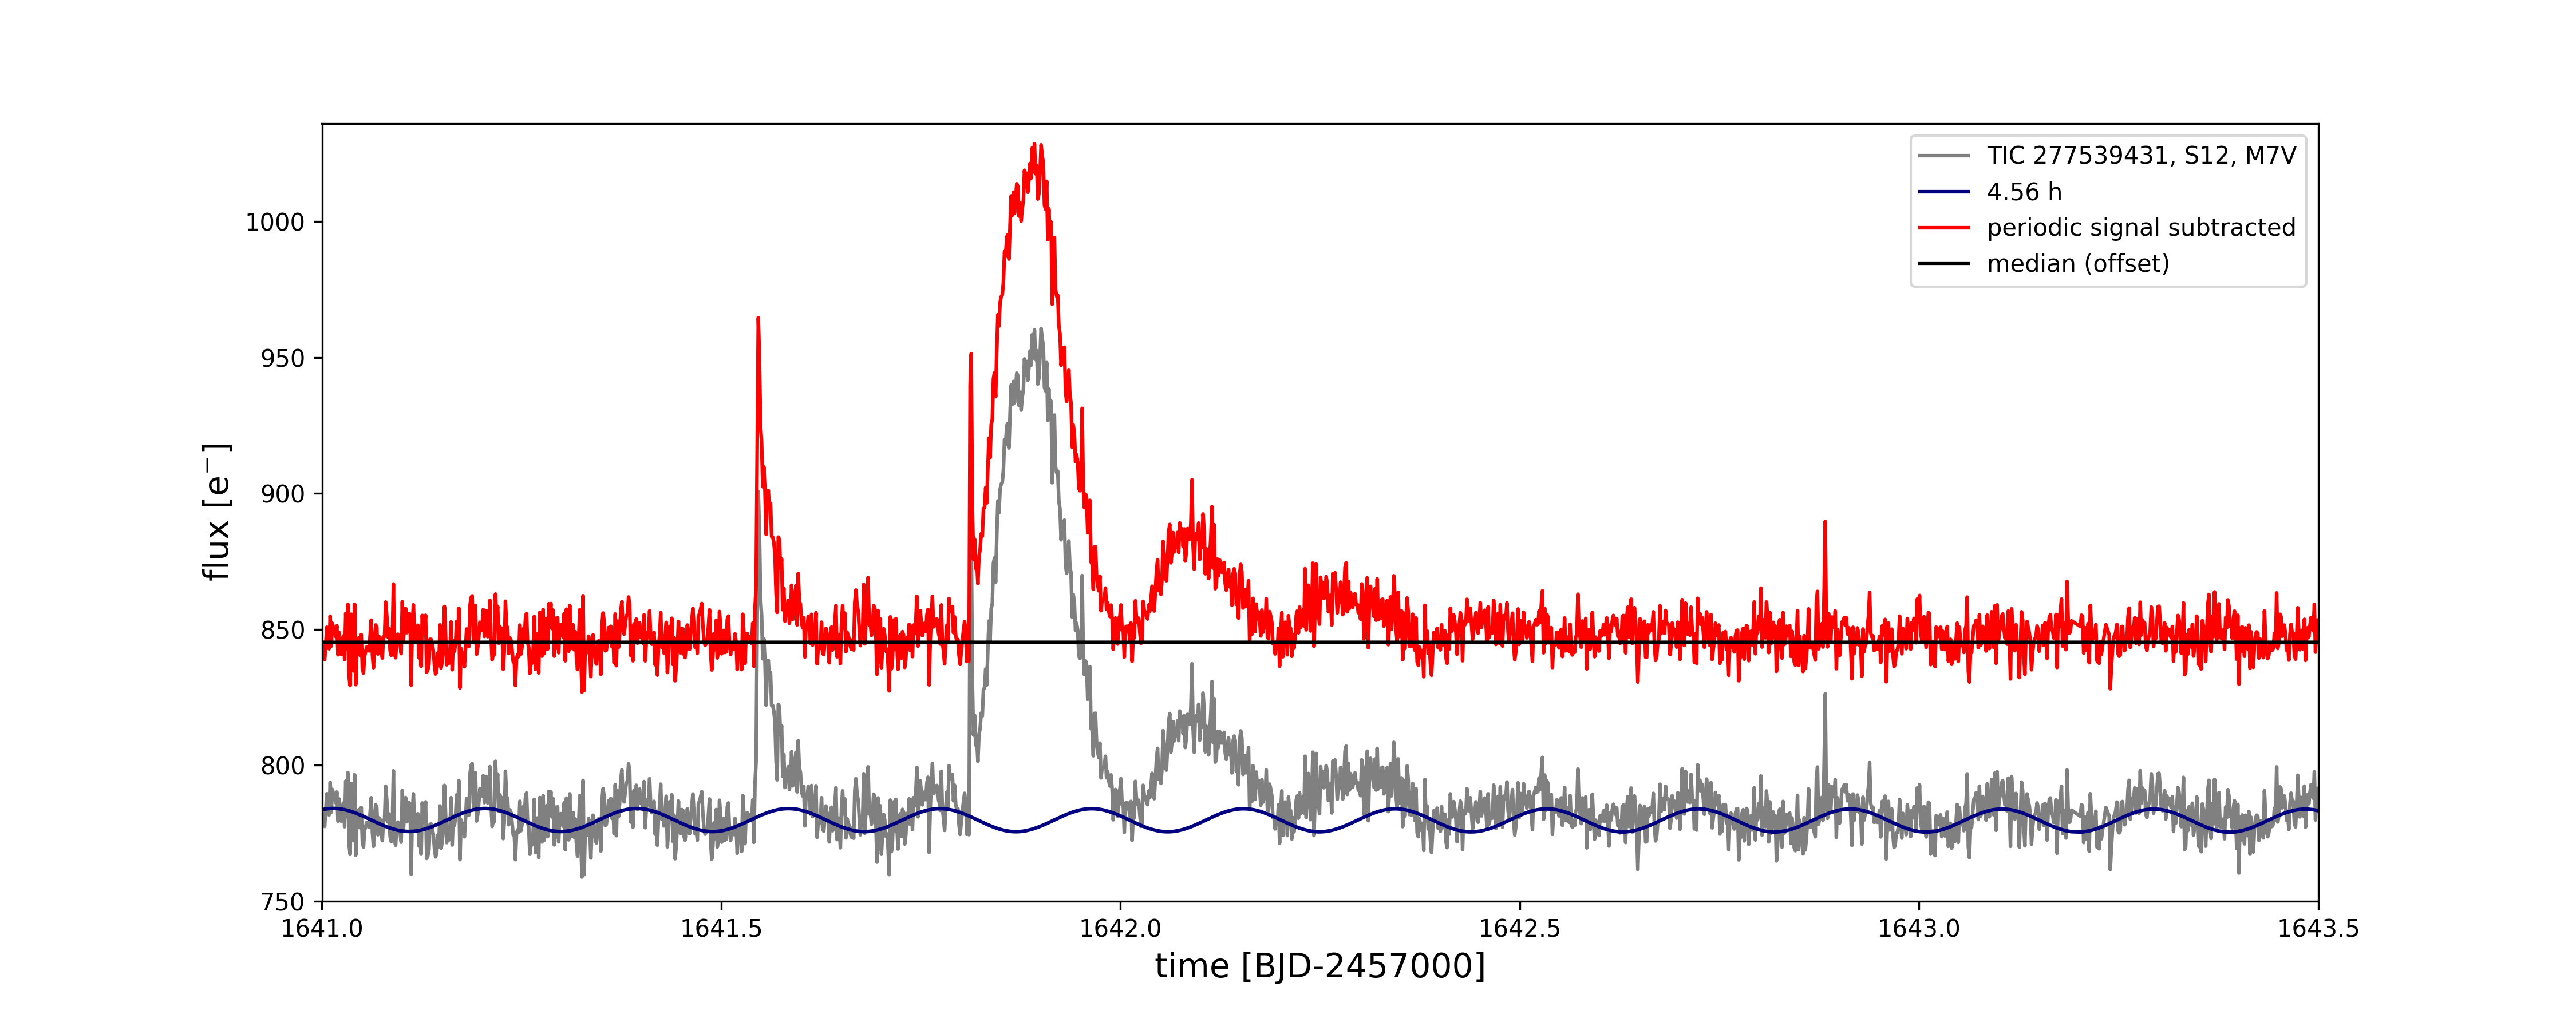 TIC 277539431, S12, M7V
4.56 h
periodic signal subtracted
median (offset)
flux [e⁻]
1000
950
900
850
800
750
1641.0 1641.5 1642.0 1642.5 1643.0 1643.5
time [BJD-2457000]